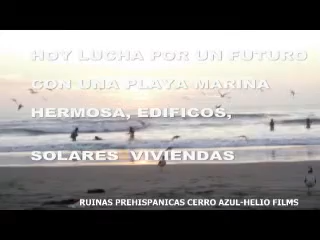 HOY LUCHA POR UN FUTURO
CON UNA PLAYA MARINA
HERMOSA, EDIFICOS,
SOLARES VIVIENDAS
RUINAS PREHISPANICAS CERRO AZUL-HELIO FILMS